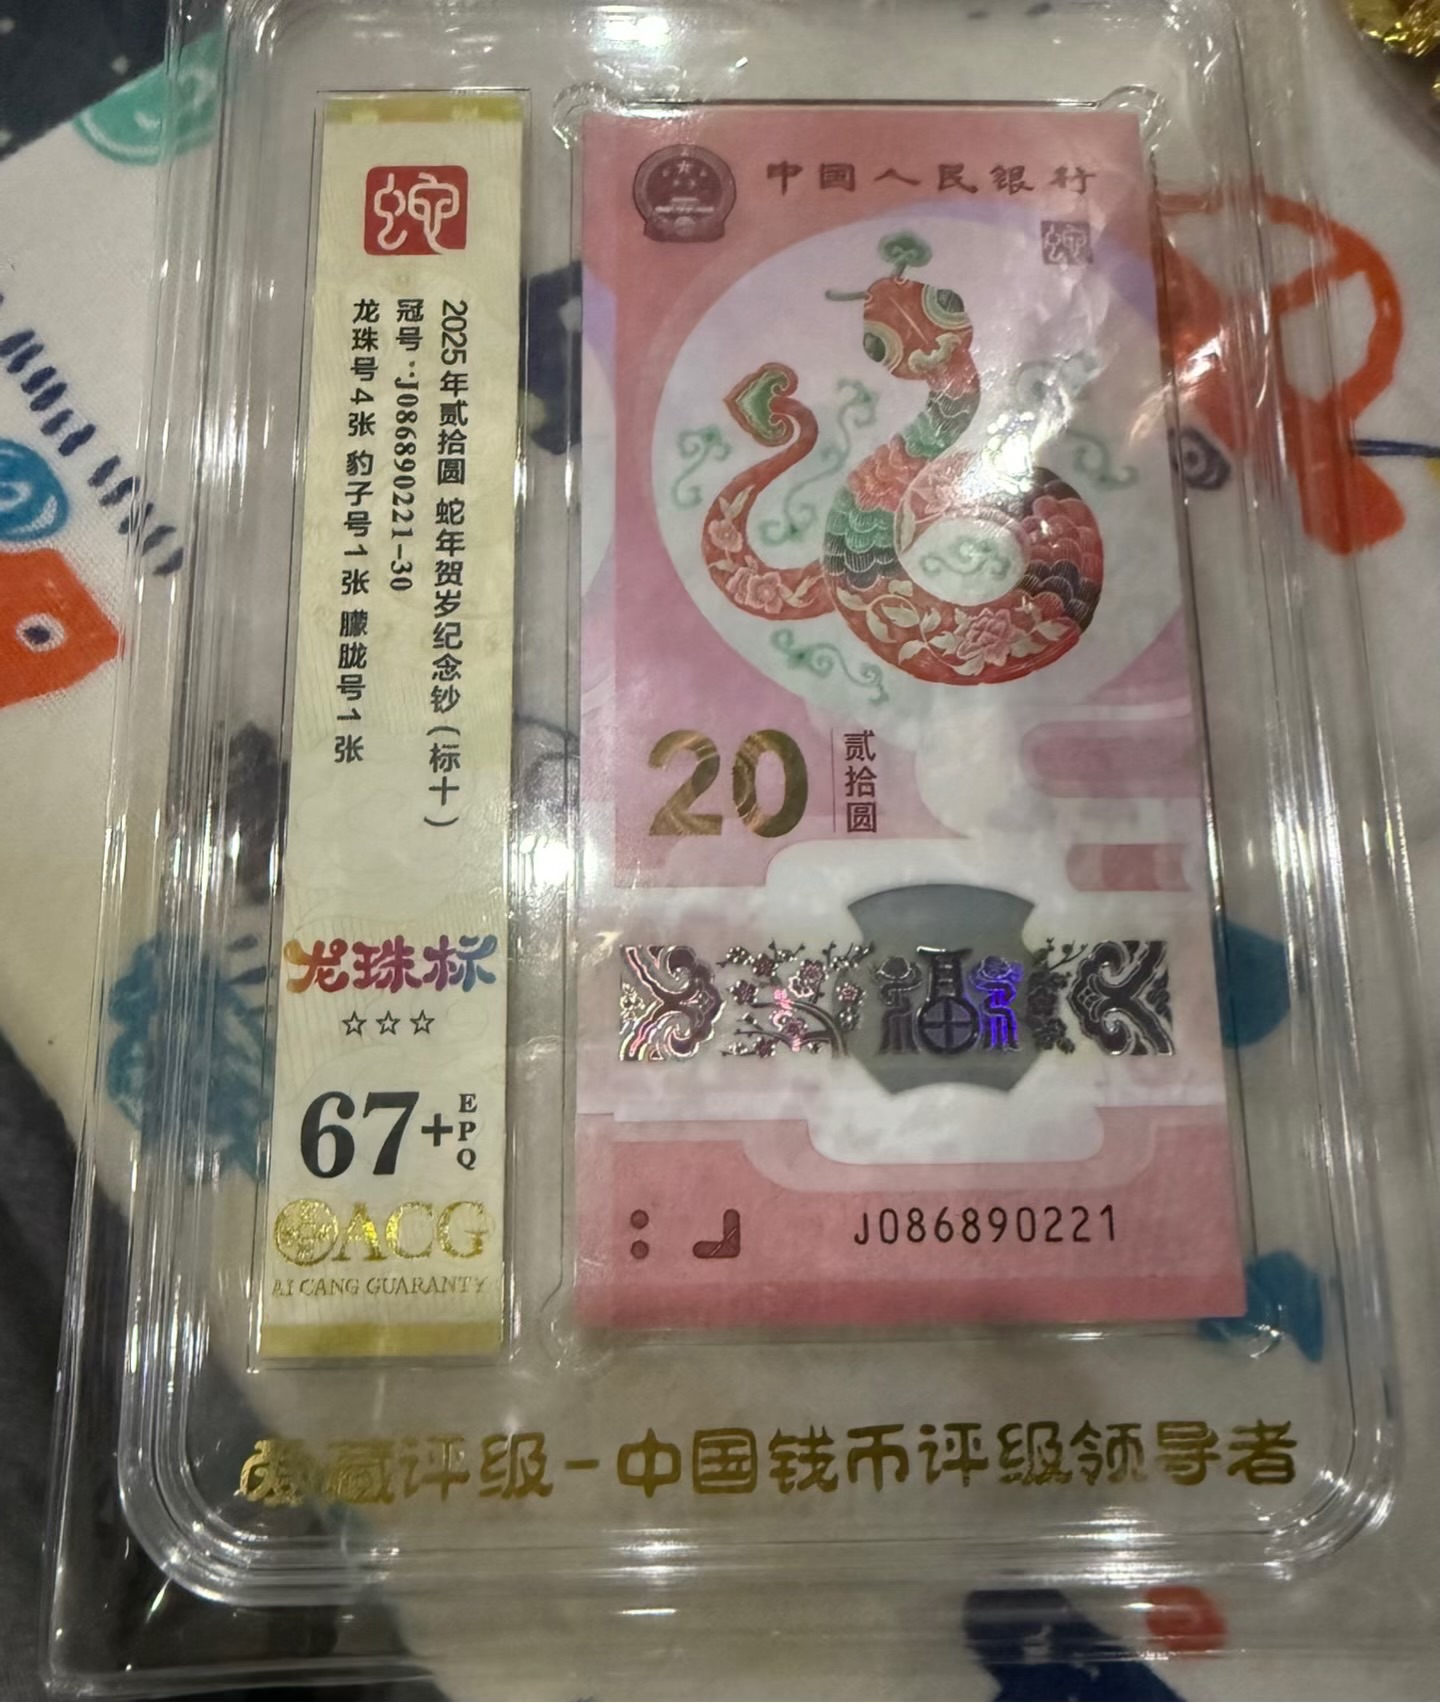 蛇
2025年贰拾圆 蛇年贺岁纪念钞(标十)
冠号:J086890221-30
龙珠号4张 豹子号1张 朦胧号1张
龙珠标
☆☆☆
67+EPQ
ACG
AI CANG GUARANTY
中国人民银行
蛇
20
贰拾圆
福
J086890221
爱藏评级-中国钱币评级领导者